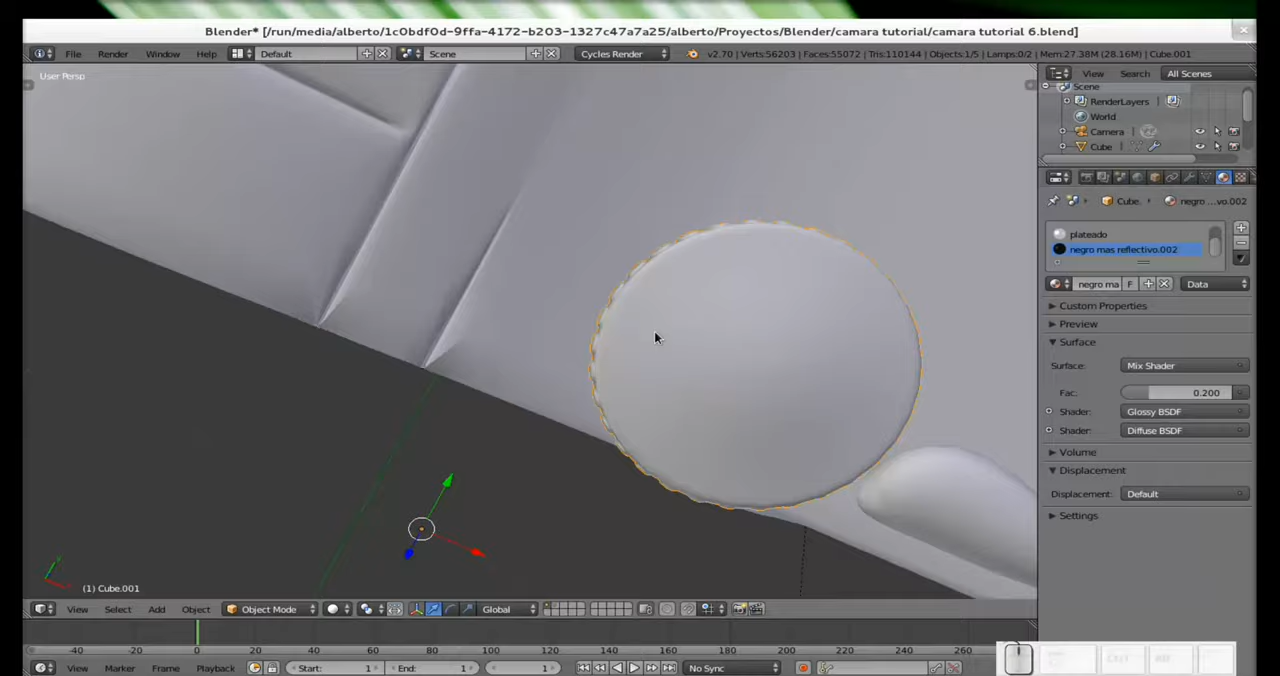 Blender* [/run/media/alberto/1c0bdf0d-9ffa-4172-b203-1327c47a7a25/alberto/Proyectos/Blender/camara tutorial/camara tutorial 6.blend]
File Render Window Help Default Scene Cycles Render v2.70 | Verts:56203 | Faces:55072 | Tris:110144 | Objects:1/5 | Lamps:0/2 | Mem:27.38M (28.16M) | Cube.001
User Persp
View Search All Scenes
Scene
RenderLayers
World
Camera
Cube
Cube. negro ...vo.002
plateado
negro mas reflectivo.002
negro ma F Data
Custom Properties
Preview
Surface
Surface: Mix Shader
Fac: 0.200
Shader: Glossy BSDF
Shader: Diffuse BSDF
Volume
Displacement
Displacement: Default
Settings
(1) Cube.001
View Select Add Object Object Mode Global
-40 -20 0 20 40 60 80 100 120 140 160 180 200 220 240 260
View Marker Frame Playback Start: 1 End: 1 1 No Sync
Ctrl Alt